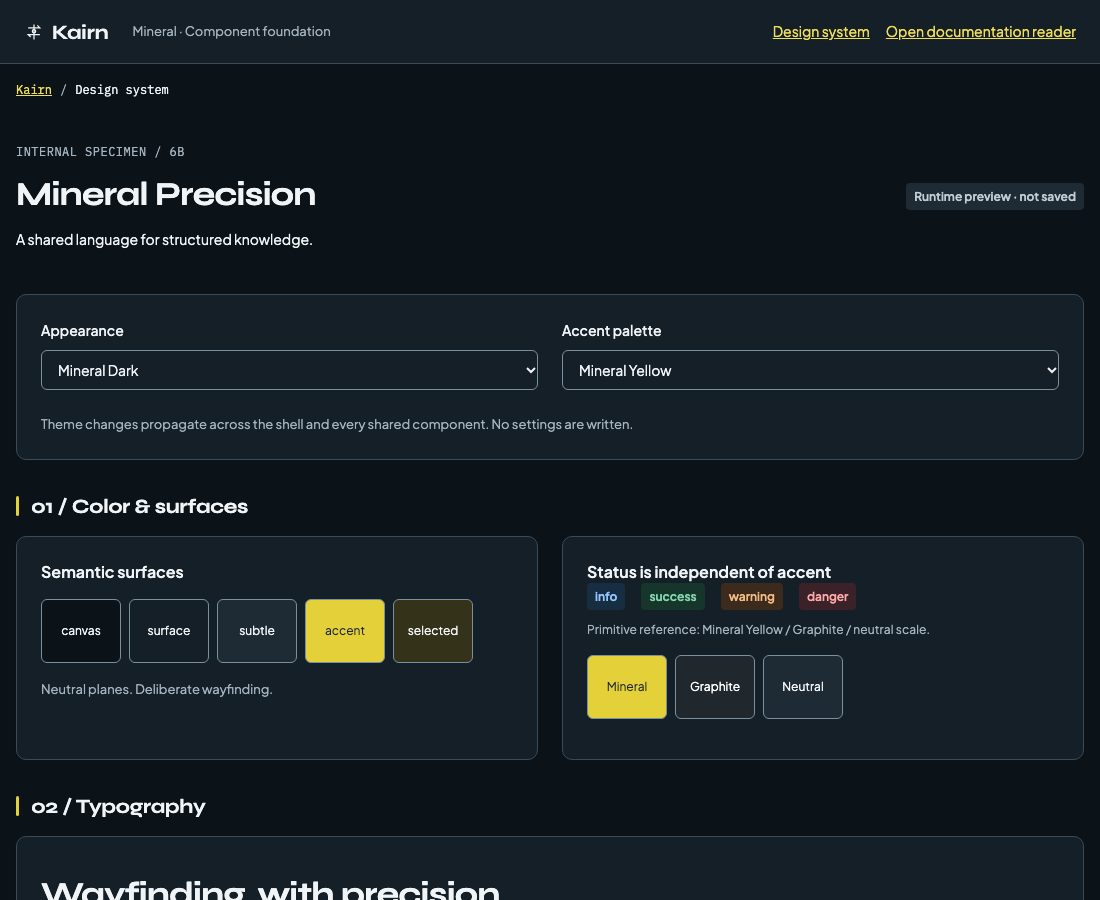 Kairn
Mineral · Component foundation
Design system
Open documentation reader
Kairn / Design system
INTERNAL SPECIMEN / 6B
Mineral Precision
Runtime preview · not saved
A shared language for structured knowledge.
Appearance
Mineral Dark
Accent palette
Mineral Yellow
Theme changes propagate across the shell and every shared component. No settings are written.
01 / Color & surfaces
Semantic surfaces
canvas
surface
subtle
accent
selected
Neutral planes. Deliberate wayfinding.
Status is independent of accent
info
success
warning
danger
Primitive reference: Mineral Yellow / Graphite / neutral scale.
Mineral
Graphite
Neutral
02 / Typography
Wayfinding, with precision